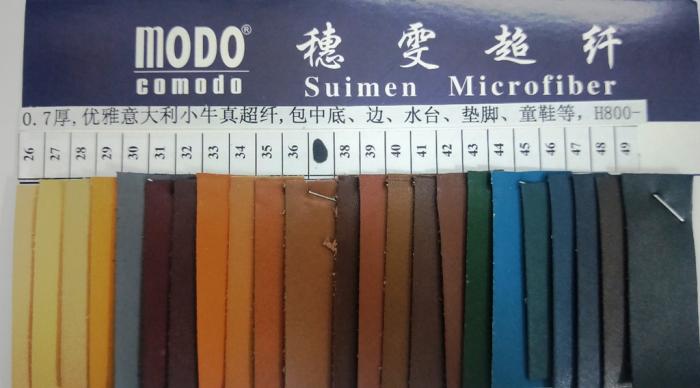 MODO® 穗雯超纤
comodo Suimen Microfiber
0.7厚,优雅意大利小牛真超纤,包中底、边、水台、垫脚、童鞋等, H800-
26 27 28 29 30 31 32 33 34 35 36 38 39 40 41 42 43 44 45 46 47 48 49